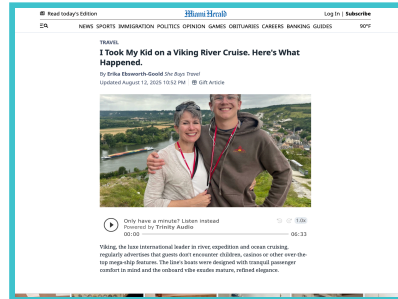 Read today's Edition
Miami Herald
Log In | Subscribe
NEWS SPORTS IMMIGRATION POLITICS OPINION GAMES OBITUARIES CAREERS BANKING GUIDES
90°F
TRAVEL
I Took My Kid on a Viking River Cruise. Here's What
Happened.
By Erika Ebsworth-Goold She Buys Travel
Updated August 12, 2025 10:52 PM
Gift Article
Only have a minute? Listen instead
Powered by Trinity Audio
1.0x
00:00
06:33
Viking, the luxe international leader in river, expedition and ocean cruising,
regularly advertises that guests don't encounter children, casinos or other over-the-
top mega-ship features. The line's boats were designed with tranquil passenger
comfort in mind and the onboard vibe exudes mature, refined elegance.